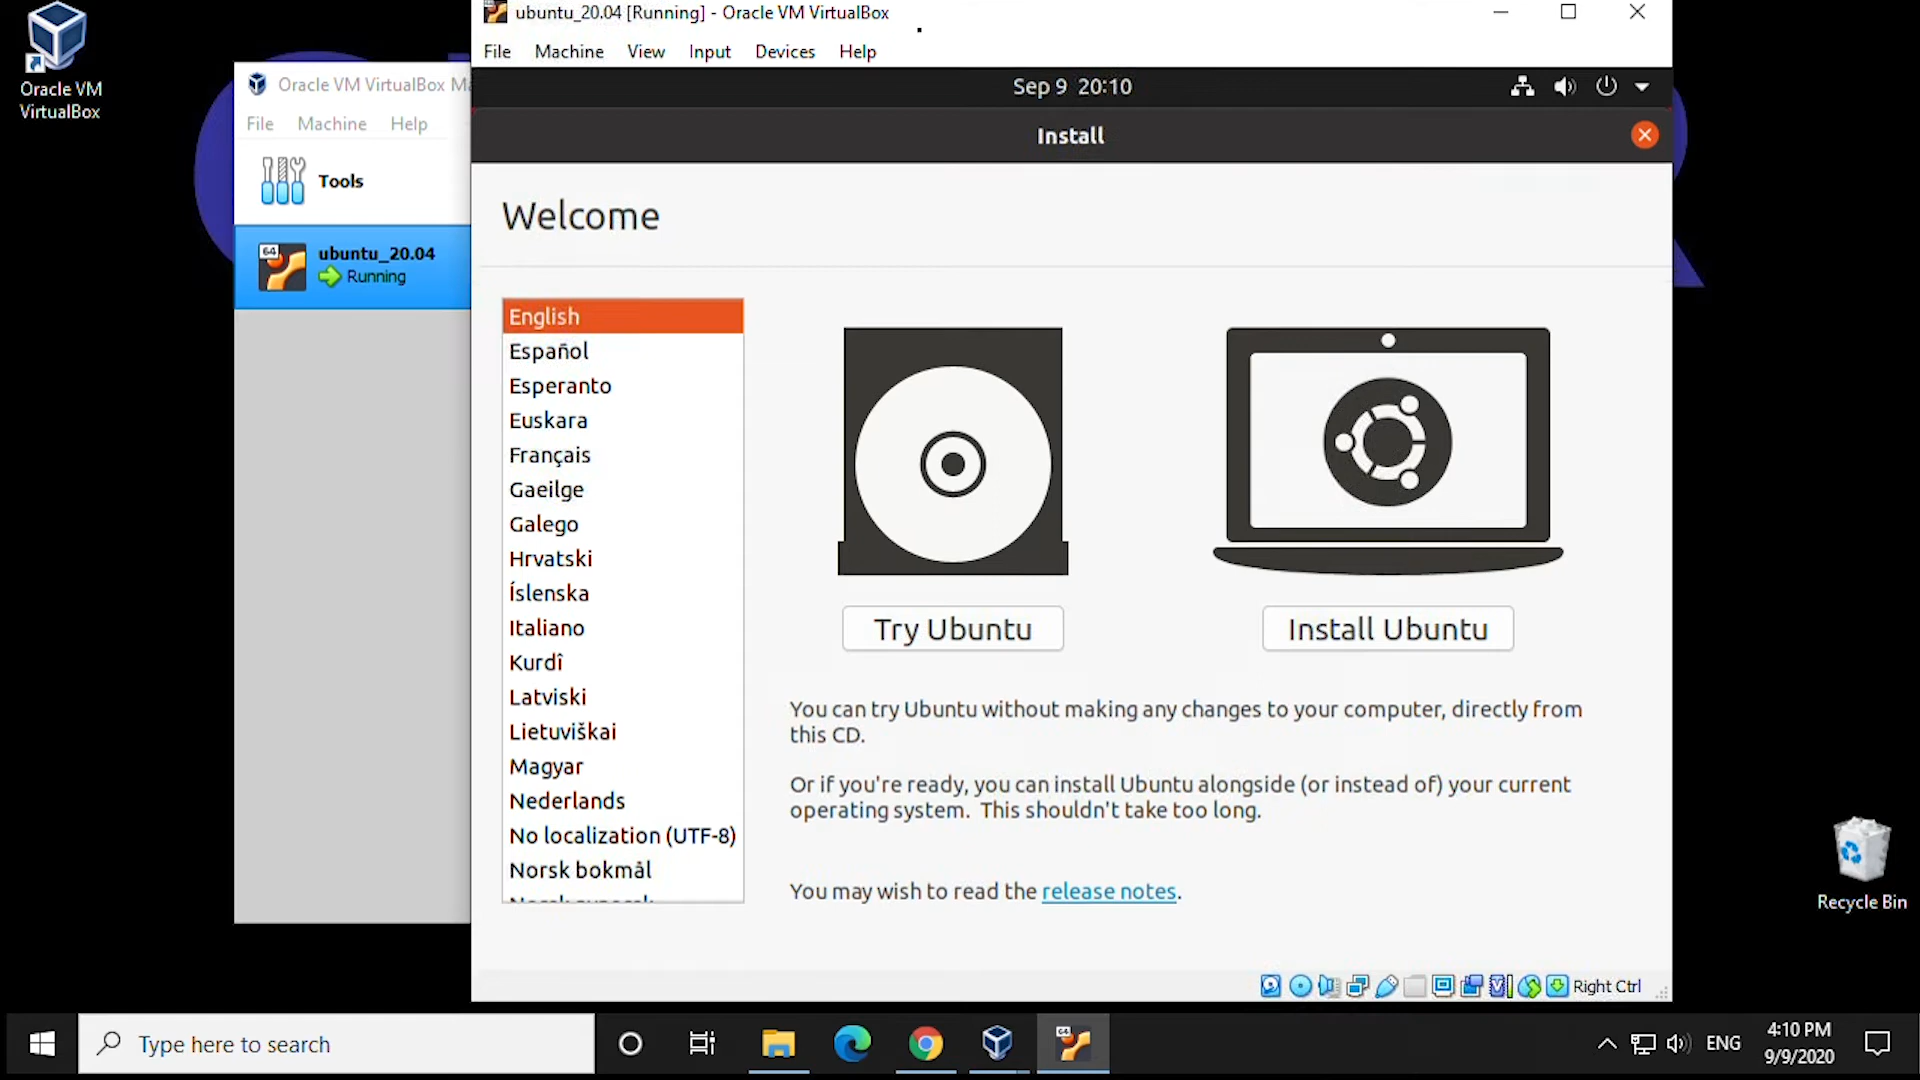 Oracle VM
VirtualBox
Oracle VM VirtualBox Ma
File Machine Help
Tools
64
ubuntu_20.04
Running
ubuntu_20.04 [Running] - Oracle VM VirtualBox
File Machine View Input Devices Help
Sep 9 20:10
Install
Welcome
English
Español
Esperanto
Euskara
Français
Gaeilge
Galego
Hrvatski
Íslenska
Italiano
Kurdî
Latviski
Lietuviškai
Magyar
Nederlands
No localization (UTF-8)
Norsk bokmål
Try Ubuntu
Install Ubuntu
You can try Ubuntu without making any changes to your computer, directly from
this CD.
Or if you're ready, you can install Ubuntu alongside (or instead of) your current
operating system. This shouldn't take too long.
You may wish to read the release notes.
Right Ctrl
Recycle Bin
Type here to search
64
ENG
4:10 PM
9/9/2020